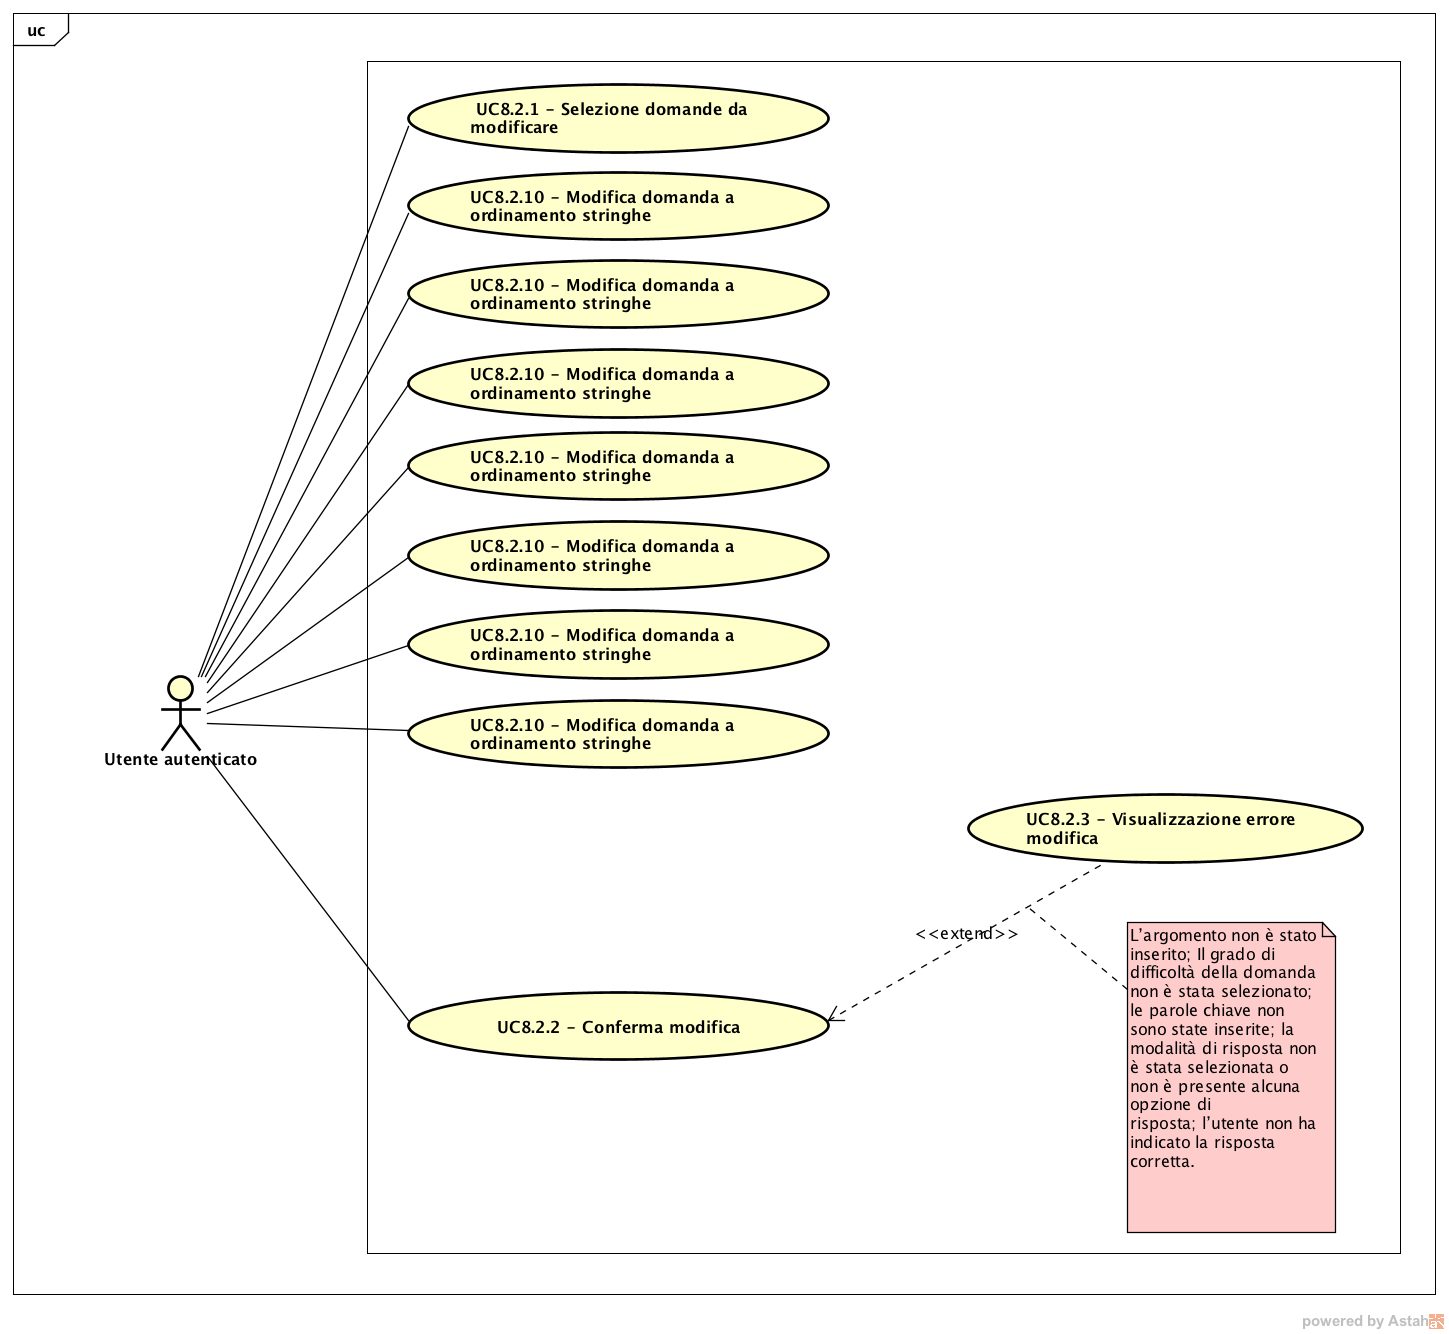 uc
UC8.2.1 – Selezione domande da
modificare
UC8.2.10 – Modifica domanda a
ordinamento stringhe
UC8.2.10 – Modifica domanda a
ordinamento stringhe
UC8.2.10 – Modifica domanda a
ordinamento stringhe
UC8.2.10 – Modifica domanda a
ordinamento stringhe
UC8.2.10 – Modifica domanda a
ordinamento stringhe
UC8.2.10 – Modifica domanda a
ordinamento stringhe
UC8.2.10 – Modifica domanda a
ordinamento stringhe
Utente autenticato
UC8.2.3 – Visualizzazione errore
modifica
<<extend>>
L'argomento non è stato
inserito; Il grado di
difficoltà della domanda
non è stata selezionato;
le parole chiave non
sono state inserite; la
modalità di risposta non
è stata selezionata o
non è presente alcuna
opzione di
risposta; l'utente non ha
indicato la risposta
corretta.
UC8.2.2 – Conferma modifica
powered by Astah